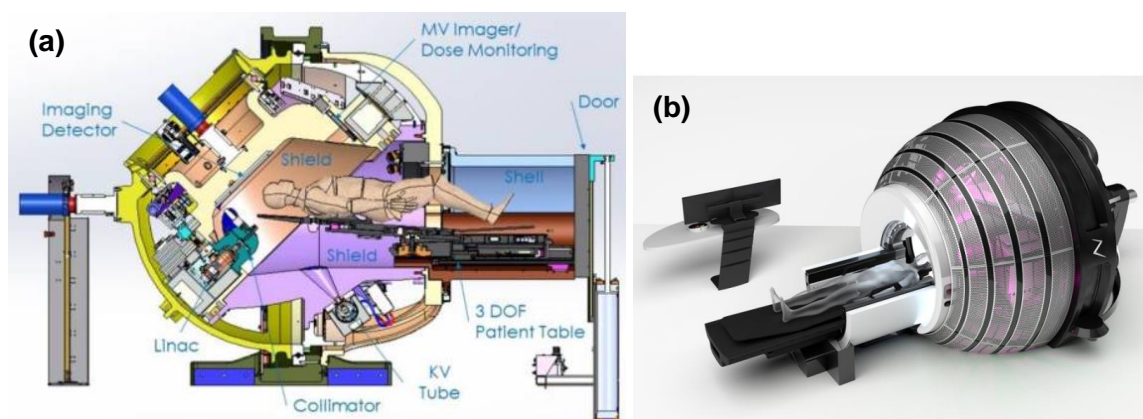 (a)
MV Imager/
Dose Monitoring
Imaging
Detector
Door
Shield
Shell
Shield
3 DOF
Patient Table
Linac
KV
Tube
Collimator
(b)
Z